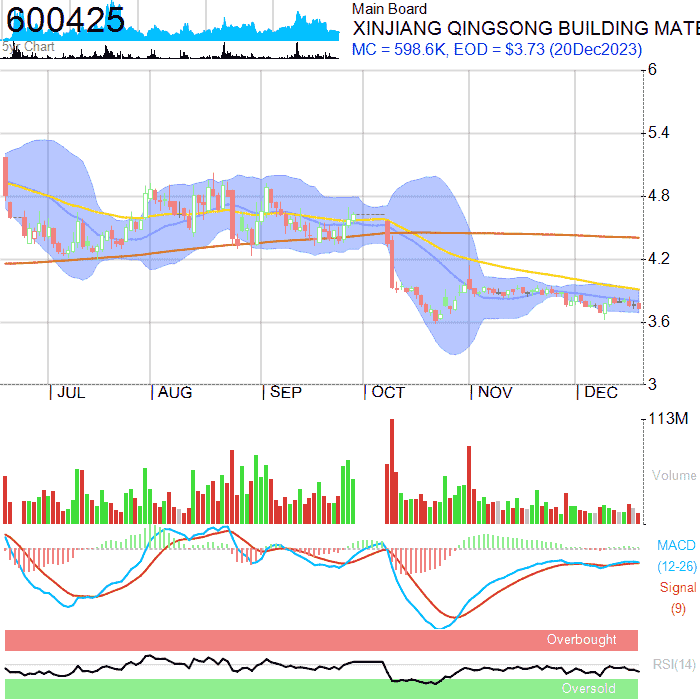 600425
5yr Chart
Main Board
XINJIANG QINGSONG BUILDING MATE
MC = 598.6K, EOD = $3.73 (20Dec2023)
6
5.4
4.8
4.2
3.6
3
JUL AUG SEP OCT NOV DEC
113M
Volume
MACD
(12-26)
Signal
(9)
Overbought
RSI(14)
Oversold